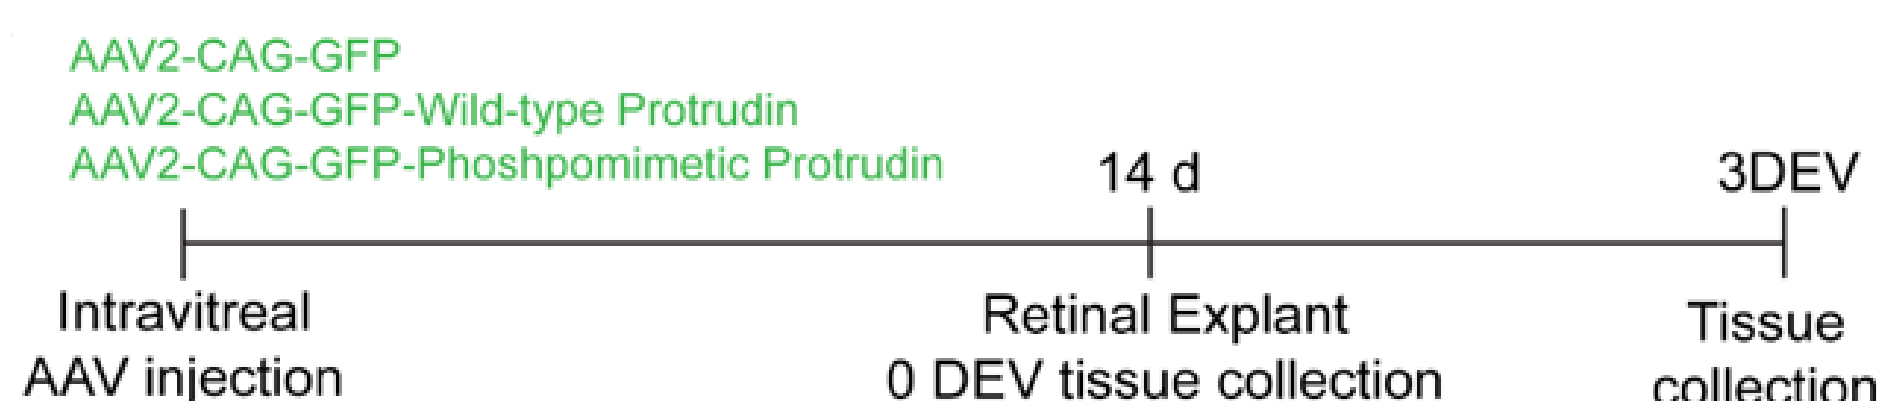 AAV2-CAG-GFP
AAV2-CAG-GFP-Wild-type Protrudin
AAV2-CAG-GFP-Phoshpomimetic Protrudin
14 d
3DEV
Intravitreal
AAV injection
Retinal Explant
0 DEV tissue collection
Tissue
collection